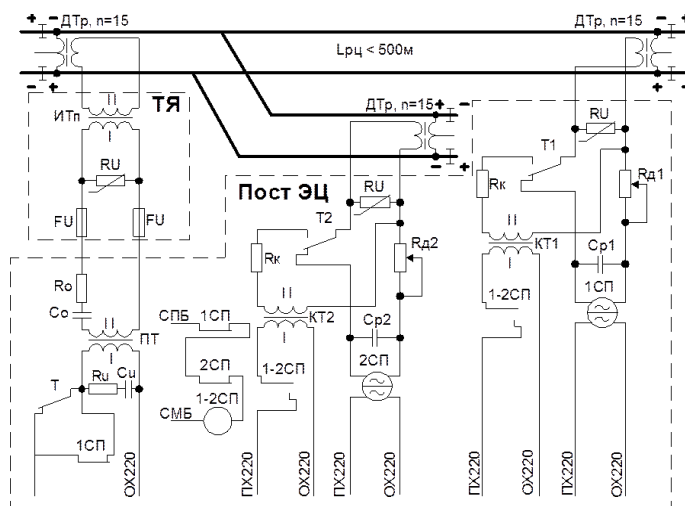 + - ДТр, n=15
ДТр, n=15 + -
Lрц < 500м
- +
- +
II ТЯ
ИТп
I
ДТр, n=15 + -
- +
RU
RU
T1
Rк
Rд1
Пост ЭЦ
RU
FU FU
T2
II
КТ1
I
Rк
Rд2
Ro
Co
II
ПТ
I
СПБ 1СП
II
КТ2
I
Ср1
1СП
1-2СП
Ср2
2СП
2СП
1-2СП
T
Ru Cu
1-2СП
СМБ
1СП
ОХ220
ПХ220
ОХ220
ПХ220
ОХ220
ПХ220
ОХ220
ПХ220
ОХ220